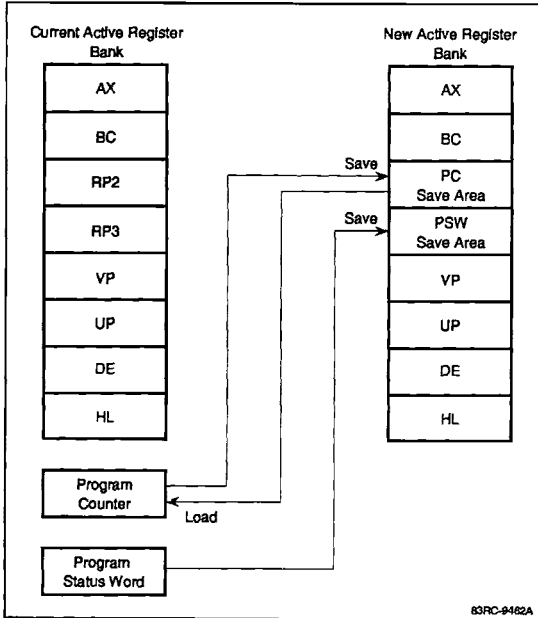 Current Active Register
Bank
AX
BC
RP2
RP3
VP
UP
DE
HL
Program
Counter
Program
Status Word
Save
Save
Load
New Active Register
Bank
AX
BC
PC
Save Area
PSW
Save Area
VP
UP
DE
HL
83RC-9462A